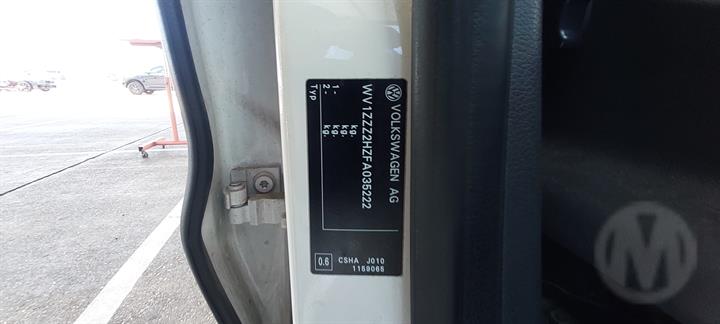 VOLKSWAGEN AG
WV1ZZZ2HZFA035222
kg.
kg.
1- kg.
2- kg.
Typ
0.6 CSHA J010
1159068
M